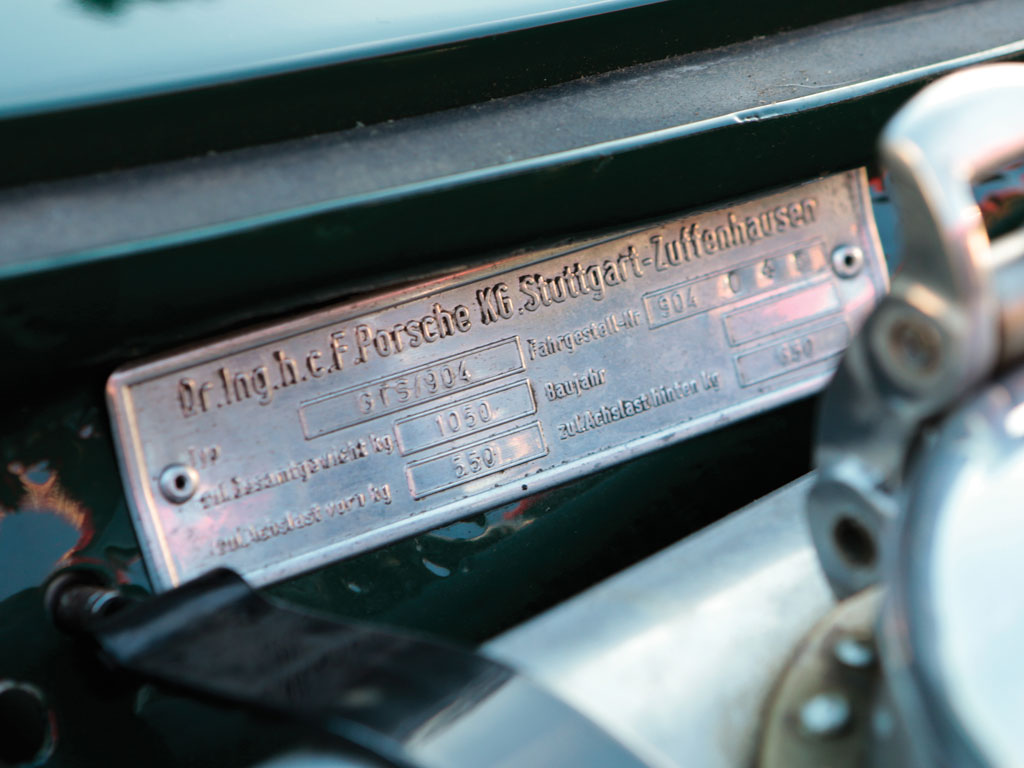 Dr.Ing.h.c.F.Porsche KG.Stuttgart-Zuffenhausen
Typ GTS/904 Fahrgestell-Nr 904
zul.Gesamtgewicht kg 1050 Baujahr
zul.Achslast vorn kg 550 zul.Achslast hinten kg 650